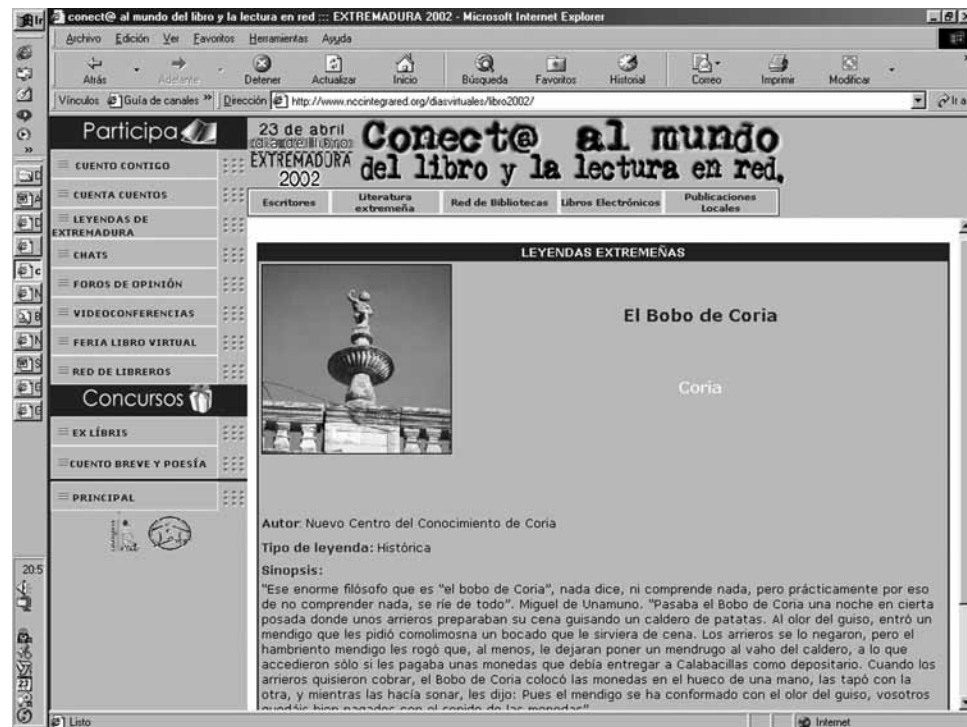 conect@ al mundo del libro y la lectura en red ::: EXTREMADURA 2002 - Microsoft Internet Explorer
Archivo Edición Ver Favoritos Herramientas Ayuda
Atrás Adelante Detener Actualizar Inicio Búsqueda Favoritos Historial Correo Imprimir Modificar
Vínculos Guía de canales » Dirección http://www.nccintegrared.org/diasvirtuales/libro2002/ Ir a
Participa
CUENTO CONTIGO
CUENTA CUENTOS
LEYENDAS DE
EXTREMADURA
CHATS
FOROS DE OPINIÓN
VIDEOCONFERENCIAS
FERIA LIBRO VIRTUAL
RED DE LIBREROS
Concursos
EX LÍBRIS
CUENTO BREVE Y POESÍA
PRINCIPAL
23 de abril
EXTREMADURA
2002
Conect@ al mundo
del libro y la lectura en red.
Escritores
Literatura
extremeña
Red de Bibliotecas
Libros Electrónicos
Publicaciones
Locales
LEYENDAS EXTREMEÑAS
El Bobo de Coria
Coria
Autor: Nuevo Centro del Conocimiento de Coria
Tipo de leyenda: Histórica
Sinopsis:
"Ese enorme filósofo que es "el bobo de Coria", nada dice, ni comprende nada, pero prácticamente por eso
de no comprender nada, se ríe de todo". Miguel de Unamuno. "Pasaba el Bobo de Coria una noche en cierta
posada donde unos arrieros preparaban su cena guisando un caldero de patatas. Al olor del guiso, entró un
mendigo que les pidió comolimosna un bocado que le sirviera de cena. Los arrieros se lo negaron, pero el
hambriento mendigo les rogó que, al menos, le dejaran poner un mendrugo al vaho del caldero, a lo que
accedieron sólo si les pagaba unas monedas que debía entregar a Calabacillas como depositario. Cuando los
arrieros quisieron cobrar, el Bobo de Coria colocó las monedas en el hueco de una mano, las tapó con la
otra, y mientras las hacía sonar, les dijo: Pues el mendigo se ha conformado con el olor del guiso, vosotros
quedáis bien pagados con el sonido de las monedas"
Listo
Internet